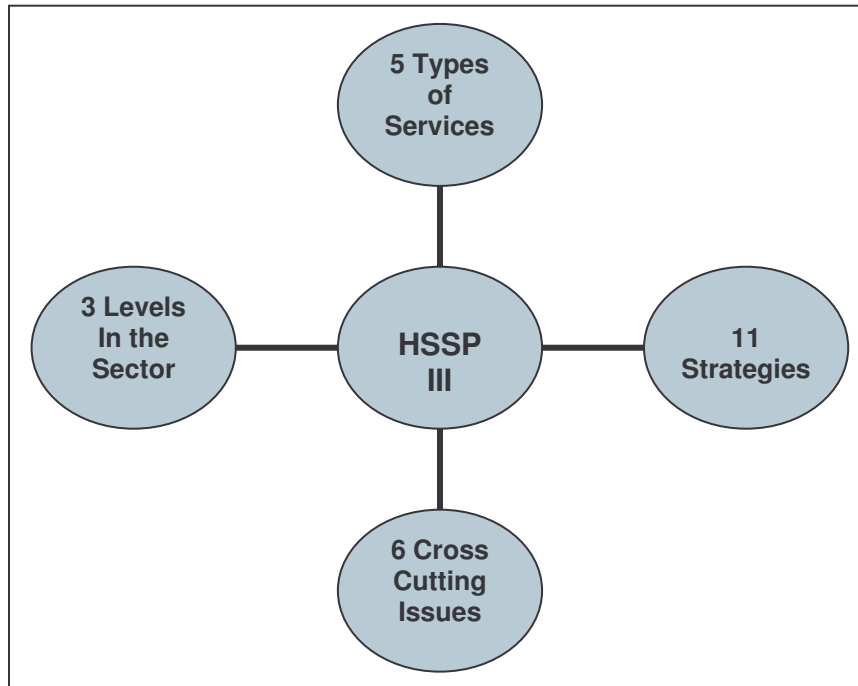 5 Types
of
Services
3 Levels
In the
Sector
HSSP
III
11
Strategies
6 Cross
Cutting
Issues